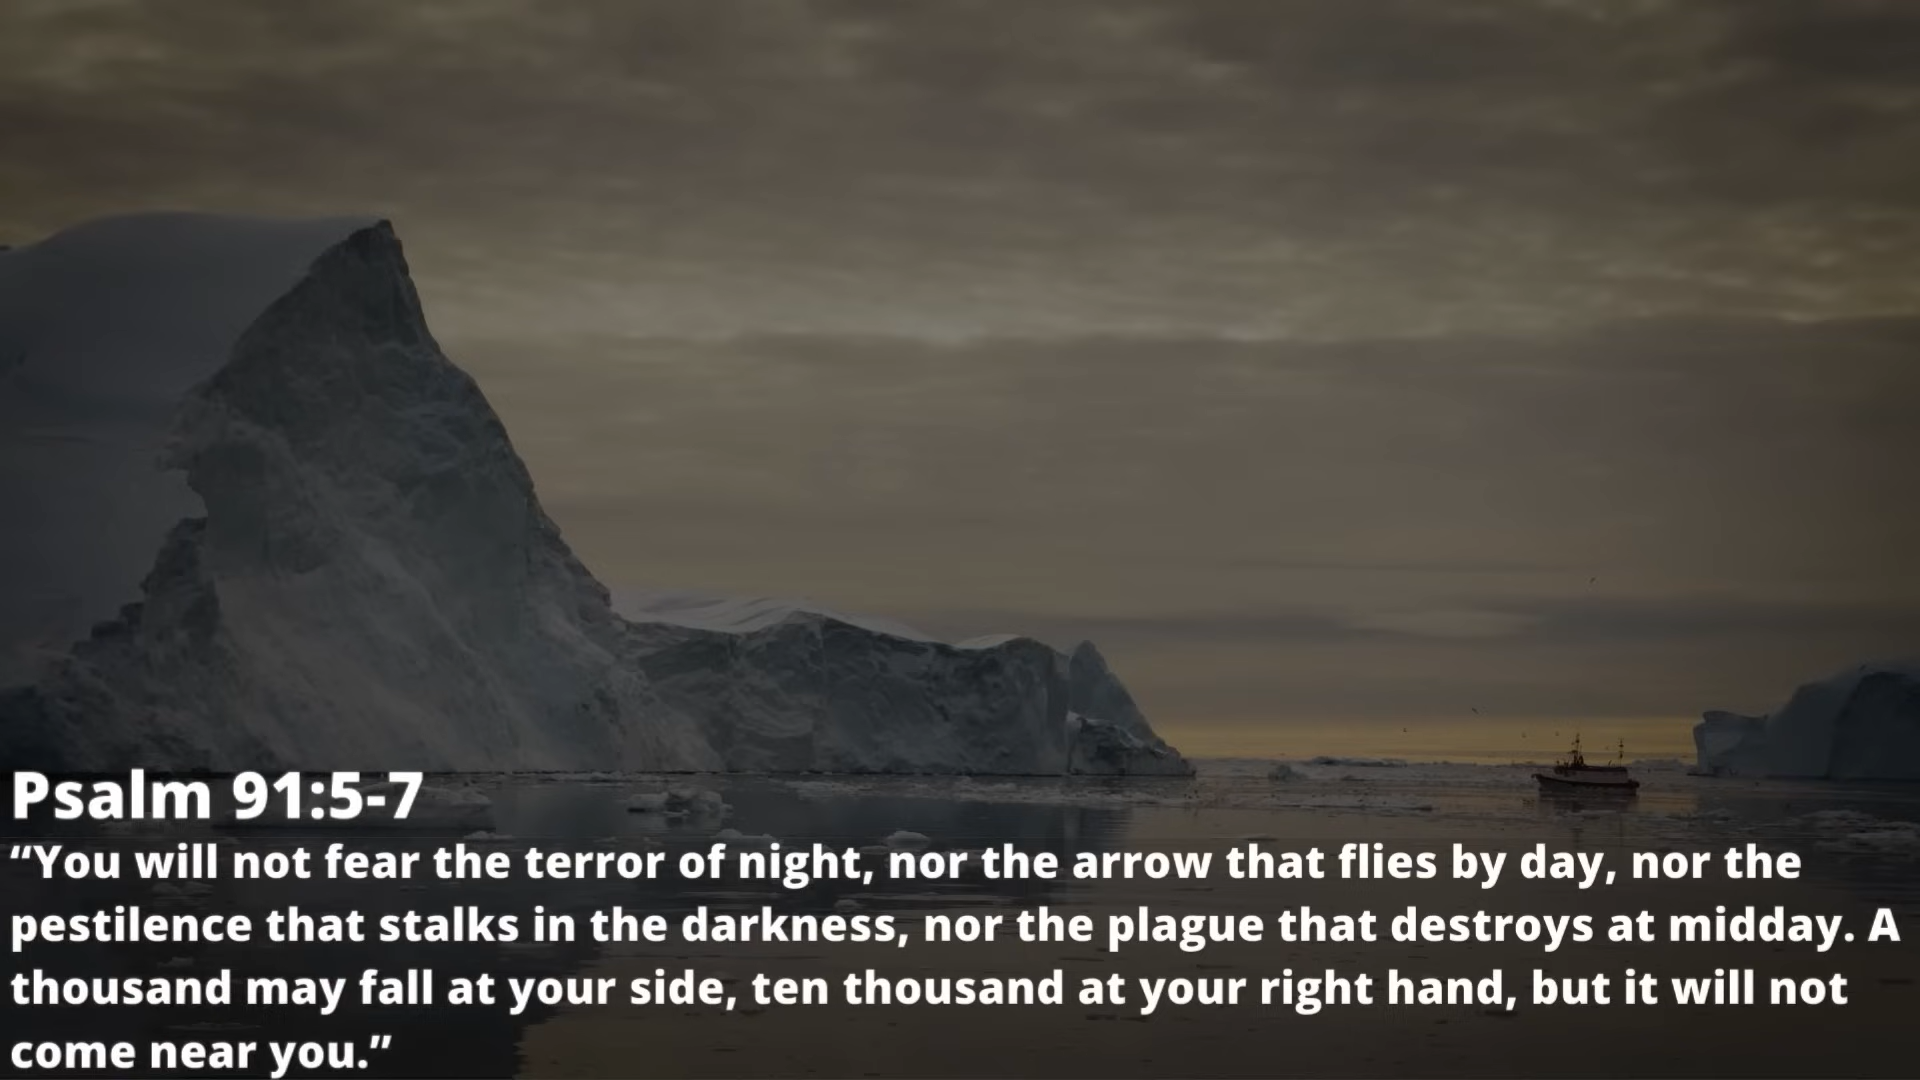 Psalm 91:5-7
“You will not fear the terror of night, nor the arrow that flies by day, nor the
pestilence that stalks in the darkness, nor the plague that destroys at midday. A
thousand may fall at your side, ten thousand at your right hand, but it will not
come near you.”